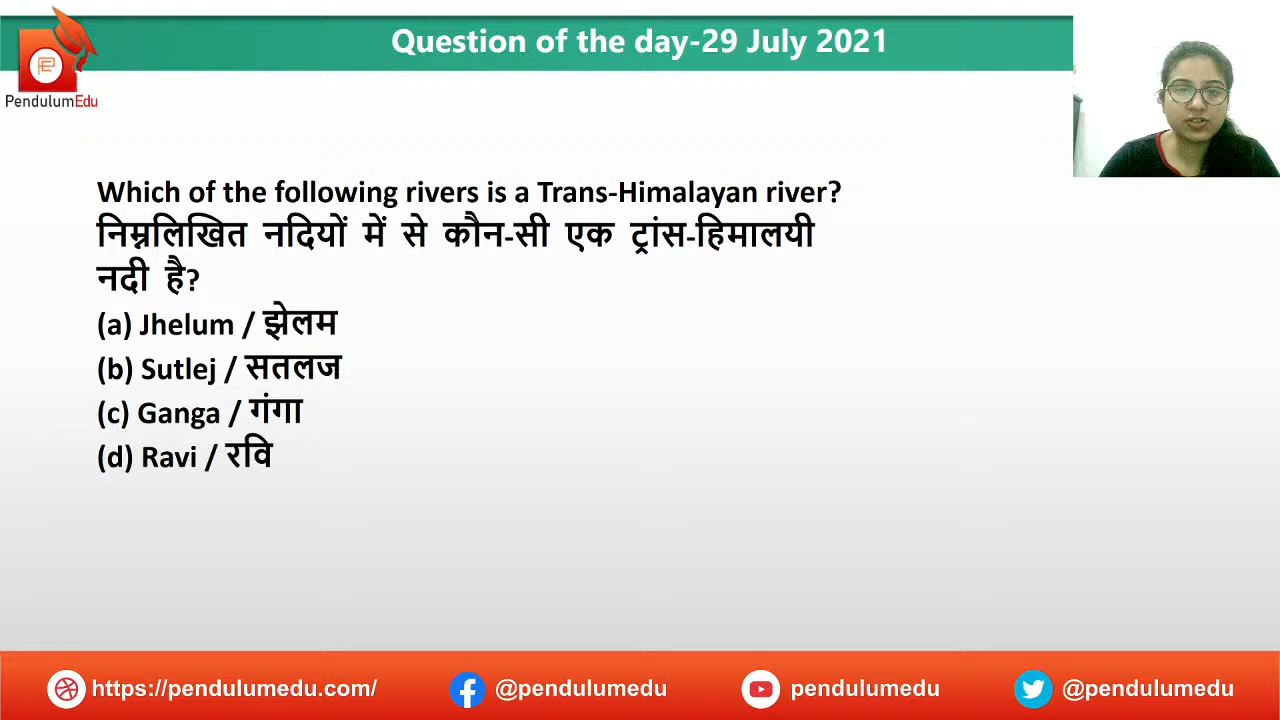 Question of the day-29 July 2021
PendulumEdu
Which of the following rivers is a Trans-Himalayan river?
निम्नलिखित नदियों में से कौन-सी एक ट्रांस-हिमालयी
नदी है?
(a) Jhelum / झेलम
(b) Sutlej / सतलज
(c) Ganga / गंगा
(d) Ravi / रवि
https://pendulumedu.com/ @pendulumedu pendulumedu @pendulumedu